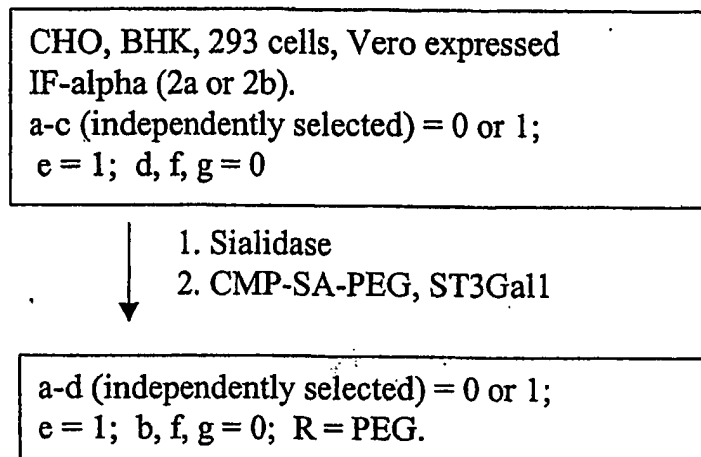 CHO, BHK, 293 cells, Vero expressed
IF-alpha (2a or 2b).
a-c (independently selected) = 0 or 1;
e = 1; d, f, g = 0
1. Sialidase
2. CMP-SA-PEG, ST3Gal1
a-d (independently selected) = 0 or 1;
e = 1; b, f, g = 0; R = PEG.